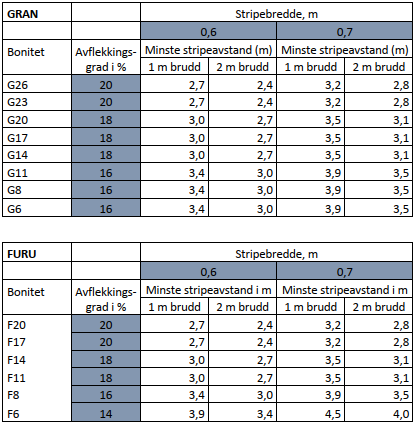 GRAN Stripebredde, m
0,6 0,7
Bonitet Avflekkings- Minste stripeavstand (m) Minste stripeavstand (m)
grad i % 1 m brudd 2 m brudd 1 m brudd 2 m brudd
G26 20 2,7 2,4 3,2 2,8
G23 20 2,7 2,4 3,2 2,8
G20 18 3,0 2,7 3,5 3,1
G17 18 3,0 2,7 3,5 3,1
G14 18 3,0 2,7 3,5 3,1
G11 16 3,4 3,0 3,9 3,5
G8 16 3,4 3,0 3,9 3,5
G6 16 3,4 3,0 3,9 3,5
FURU Stripebredde, m
0,6 0,7
Bonitet Avflekkings- Minste stripeavstand i m Minste stripeavstand i m
grad i % 1 m brudd 2 m brudd 1 m brudd 2 m brudd
F20 20 2,7 2,4 3,2 2,8
F17 20 2,7 2,4 3,2 2,8
F14 18 3,0 2,7 3,5 3,1
F11 18 3,0 2,7 3,5 3,1
F8 16 3,4 3,0 3,9 3,5
F6 14 3,9 3,4 4,5 4,0